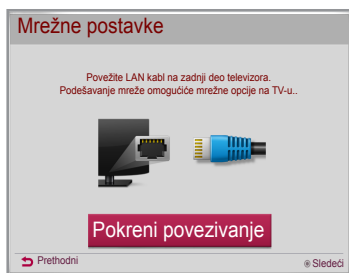 Mrežne postavke
Povežite LAN kabl na zadnji deo televizora.
Podešavanje mreže omogućiće mrežne opcije na TV-u..
Pokreni povezivanje
Prethodni
Sledeći